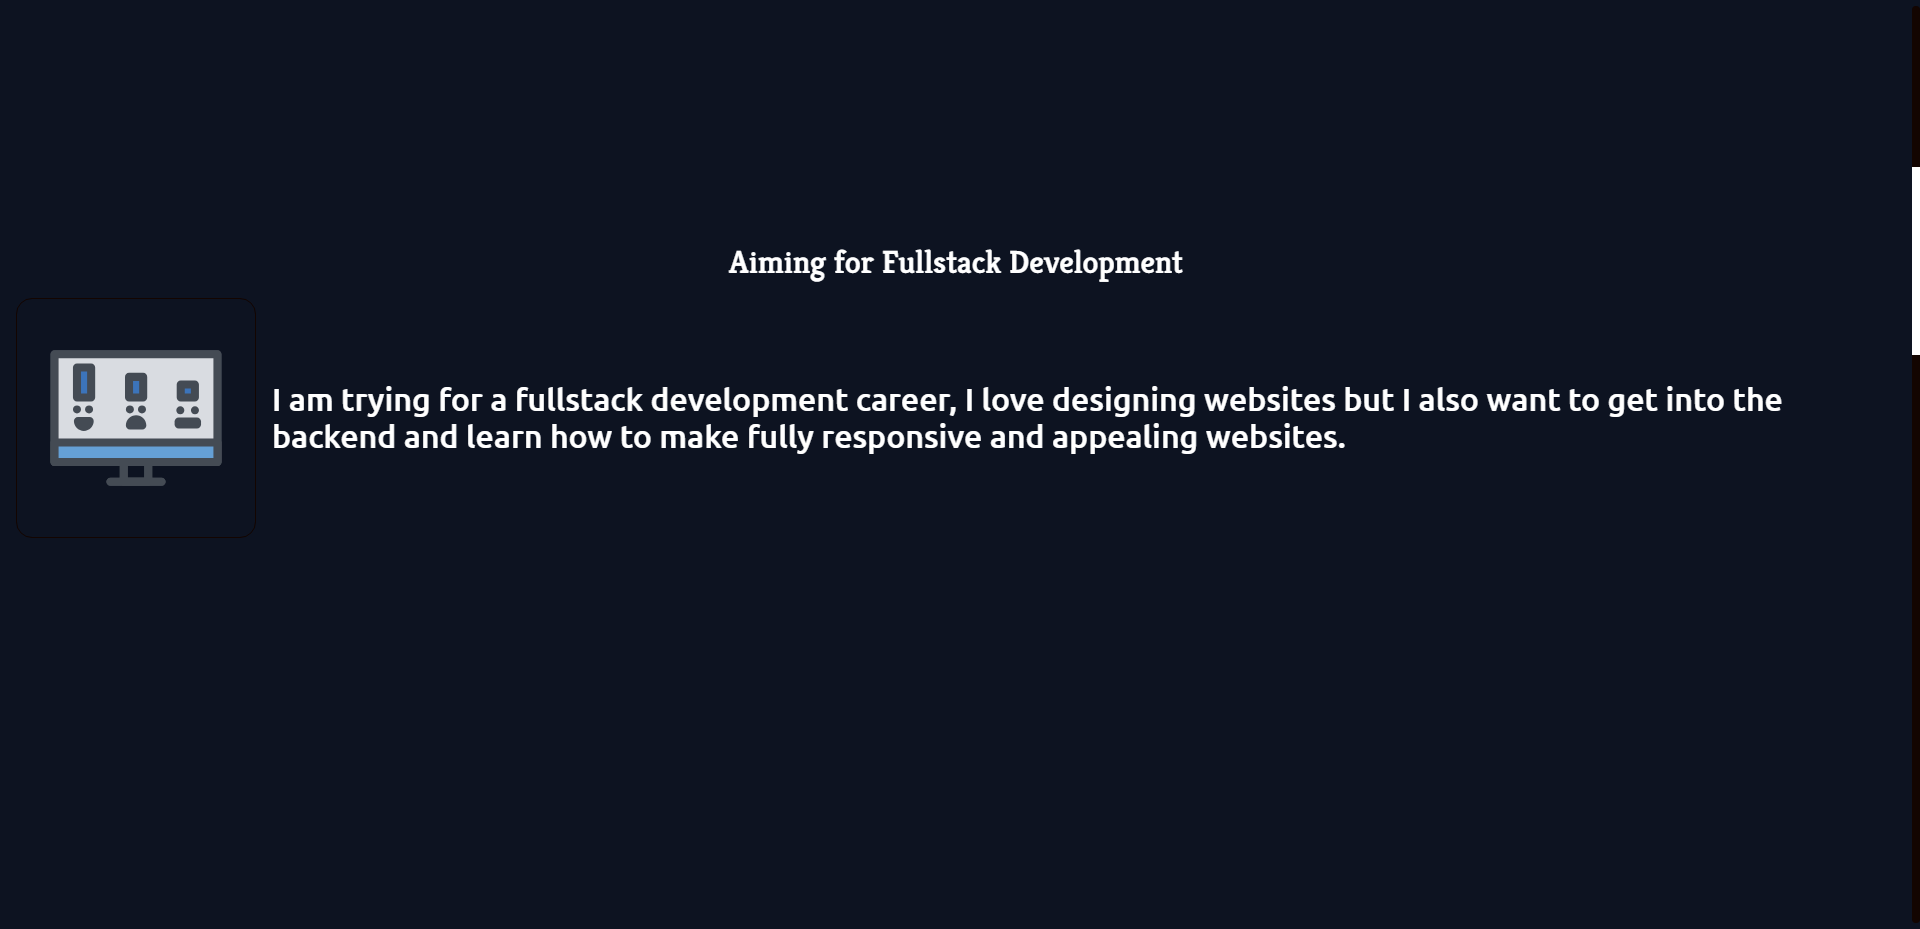 Aiming for Fullstack Development
I am trying for a fullstack development career, I love designing websites but I also want to get into the
backend and learn how to make fully responsive and appealing websites.